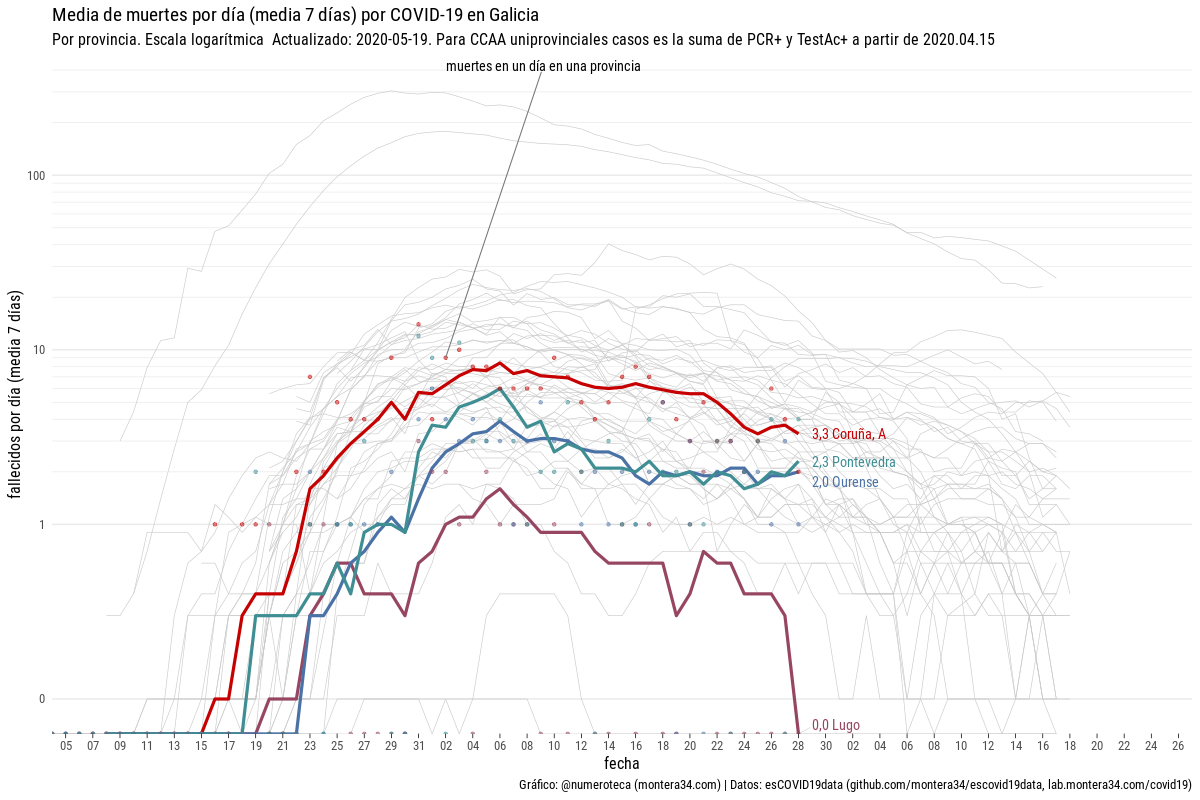 Media de muertes por día (media 7 días) por COVID-19 en Galicia
Por provincia. Escala logarítmica  Actualizado: 2020-05-19. Para CCAA uniprovinciales casos es la suma de PCR+ y TestAc+ a partir de 2020.04.15
muertes en un día en una provincia
fallecidos por día (media 7 días)
100
10
1
0
3,3 Coruña, A
2,3 Pontevedra
2,0 Ourense
0,0 Lugo
05 07 09 11 13 15 17 19 21 23 25 27 29 31 02 04 06 08 10 12 14 16 18 20 22 24 26 28 30 02 04 06 08 10 12 14 16 18 20 22 24 26
fecha
Gráfico: @numeroteca (montera34.com) | Datos: esCOVID19data (github.com/montera34/escovid19data, lab.montera34.com/covid19)